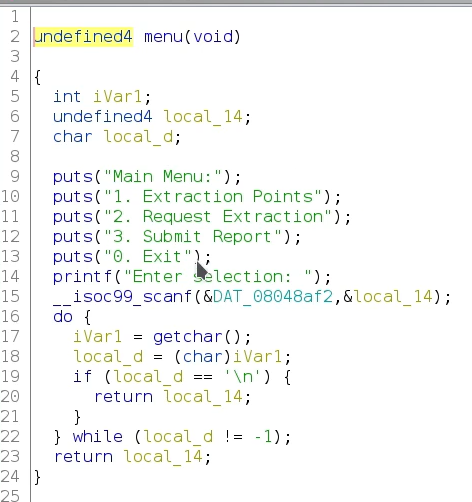 1
2 undefined4 menu(void)
3
4 {
5 int iVar1;
6 undefined4 local_14;
7 char local_d;
8
9 puts("Main Menu:");
10 puts("1. Extraction Points");
11 puts("2. Request Extraction");
12 puts("3. Submit Report");
13 puts("0. Exit");
14 printf("Enter selection: ");
15 __isoc99_scanf(&DAT_08048af2,&local_14);
16 do {
17 iVar1 = getchar();
18 local_d = (char)iVar1;
19 if (local_d == '\n') {
20 return local_14;
21 }
22 } while (local_d != -1);
23 return local_14;
24 }
25